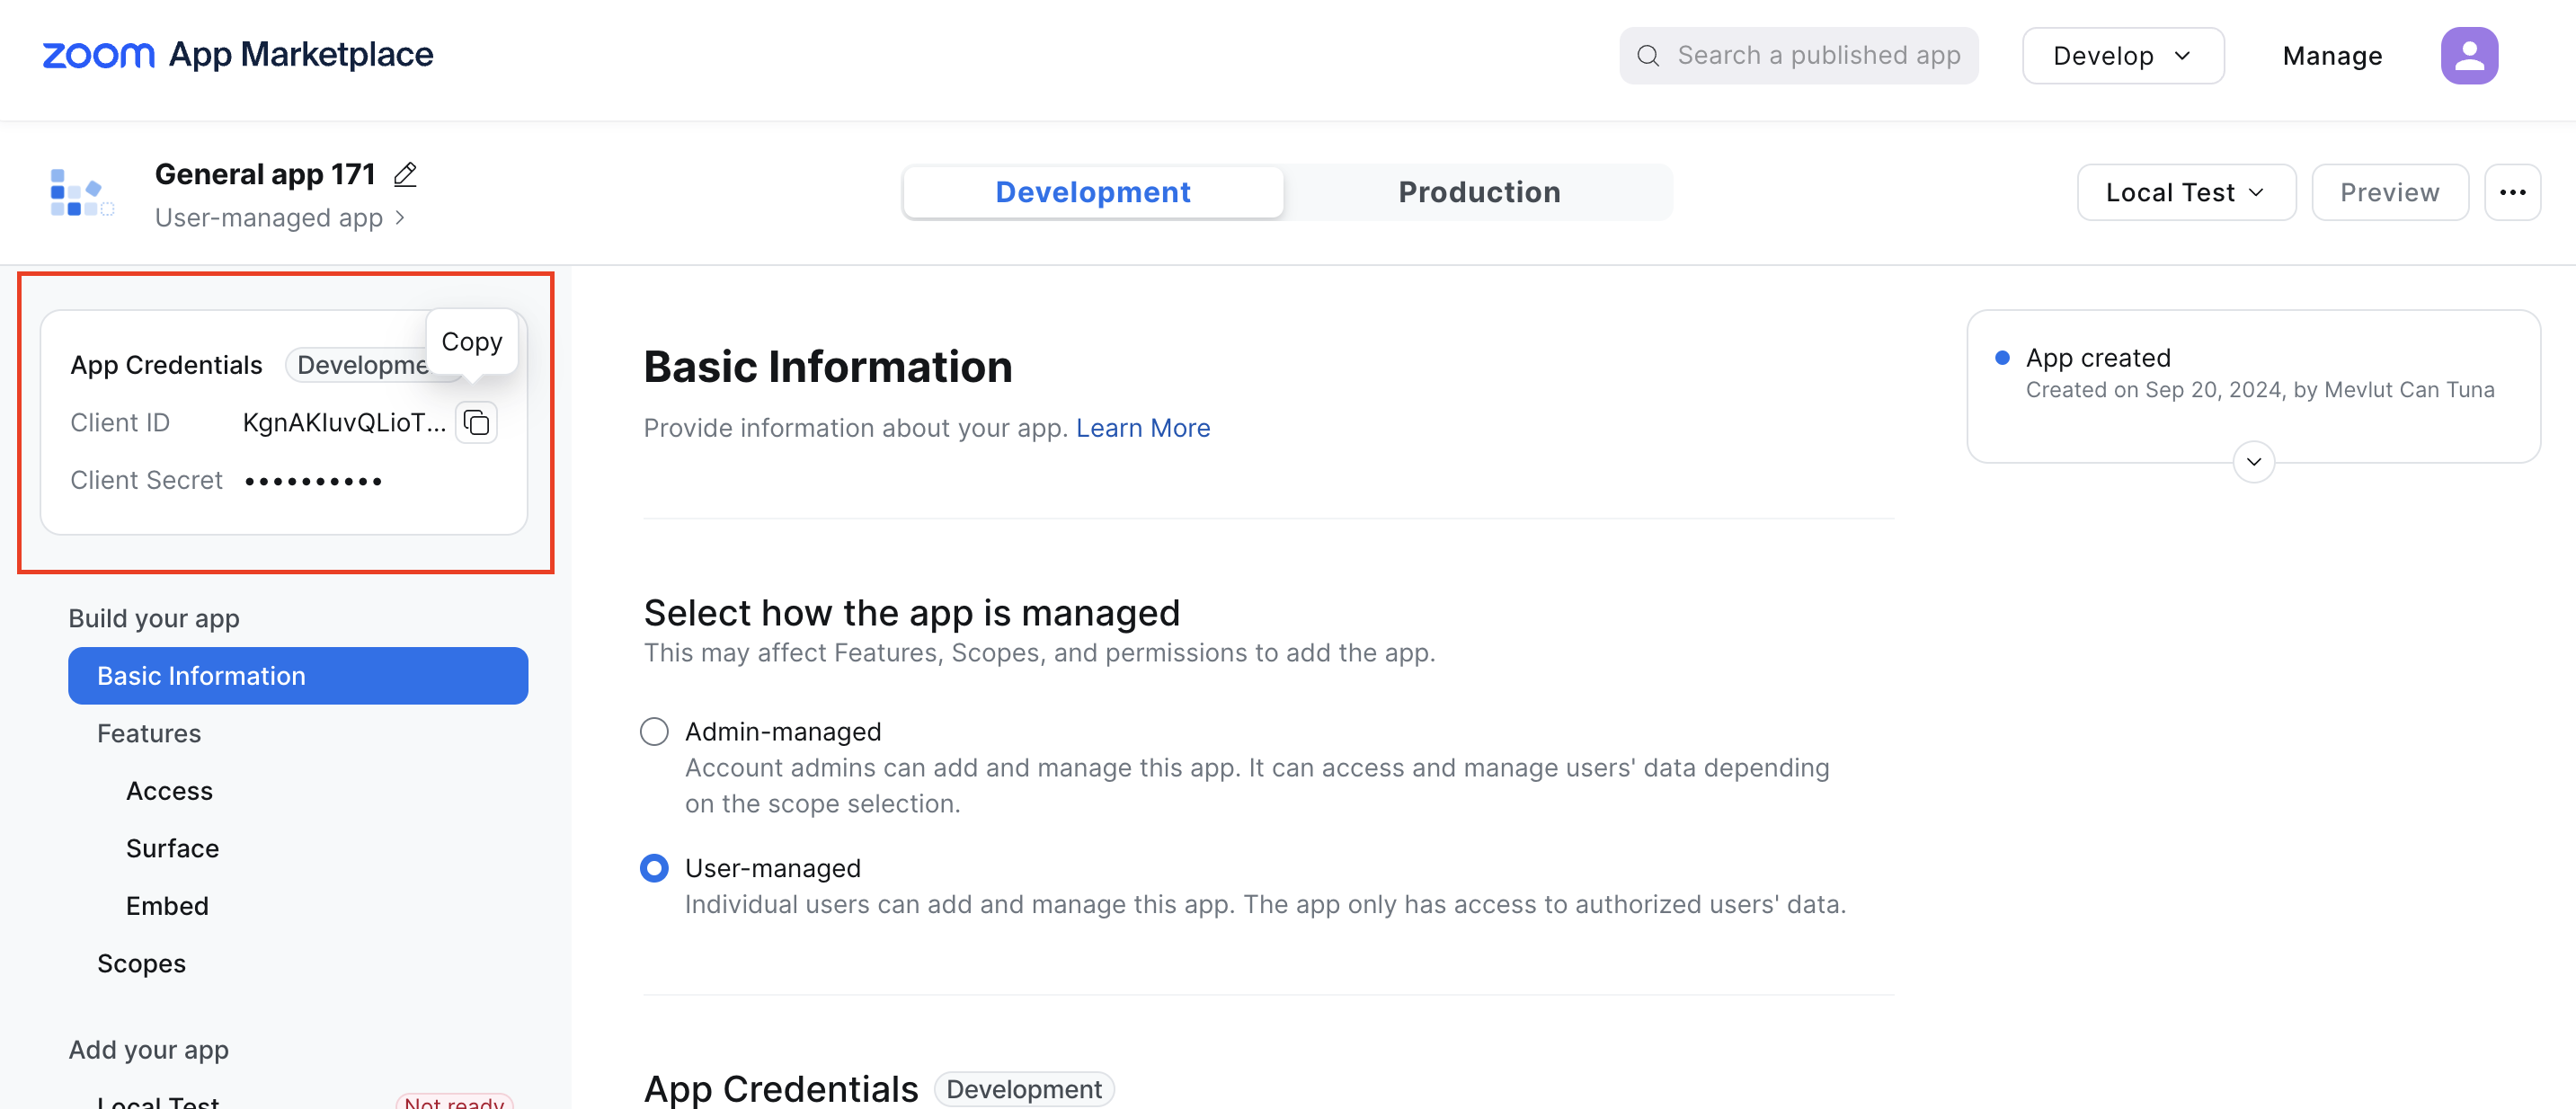 zoom App Marketplace
Search a published app
Develop
Manage
General app 171
User-managed app
Development
Production
Local Test
Preview
Copy
App Credentials
Client ID KgnAKIuvQLioT...
Client Secret ••••••••••
Build your app
Basic Information
Features
Access
Surface
Embed
Scopes
Add your app
Local Test Not ready
Basic Information
Provide information about your app. Learn More
Select how the app is managed
This may affect Features, Scopes, and permissions to add the app.
Admin-managed
Account admins can add and manage this app. It can access and manage users' data depending
on the scope selection.
User-managed
Individual users can add and manage this app. The app only has access to authorized users' data.
App Credentials Development
App created
Created on Sep 20, 2024, by Mevlut Can Tuna